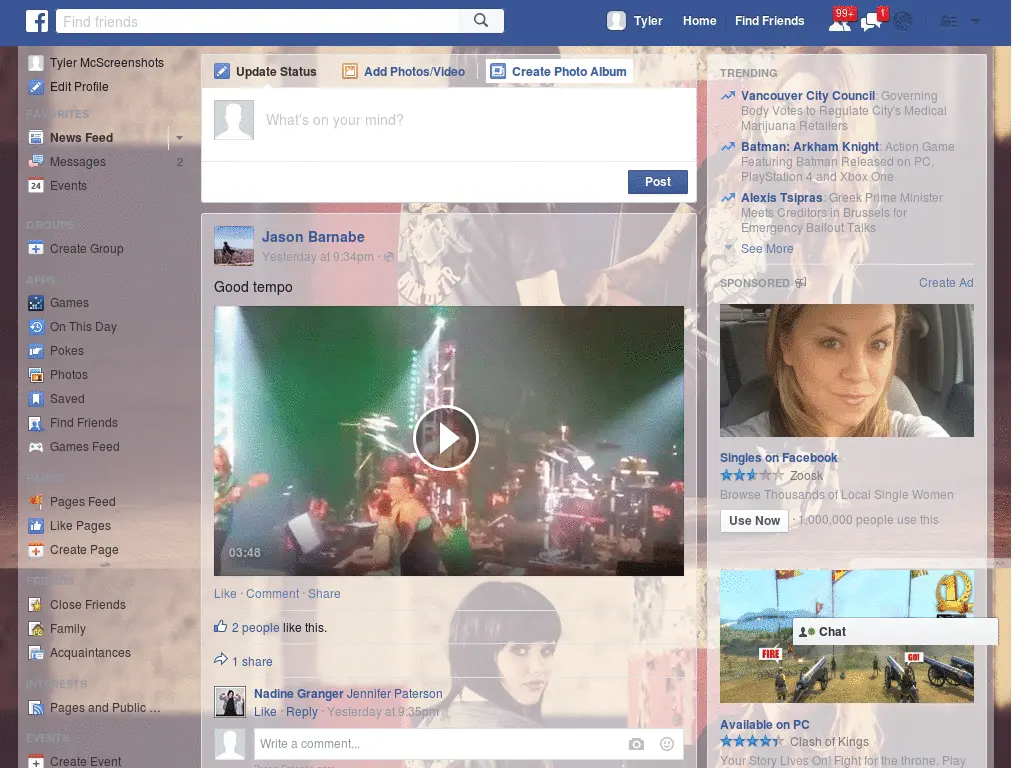 Find friends
Tyler
Home
Find Friends
99+
1
Tyler McScreenshots
Edit Profile
FAVORITES
News Feed
Messages 2
24 Events
GROUPS
Create Group
APPS
Games
On This Day
Pokes
Photos
Saved
Find Friends
Games Feed
PAGES
Pages Feed
Like Pages
Create Page
FRIENDS
Close Friends
Family
Acquaintances
INTERESTS
Pages and Public ...
EVENTS
Create Event
Update Status
Add Photos/Video
Create Photo Album
What's on your mind?
Post
Jason Barnabe
Yesterday at 9:34pm ·
Good tempo
03:48
Like · Comment · Share
2 people like this.
1 share
Nadine Granger Jennifer Paterson
Like · Reply · Yesterday at 9:35pm
Write a comment...
TRENDING
Vancouver City Council: Governing
Body Votes to Regulate City's Medical
Marijuana Retailers
Batman: Arkham Knight: Action Game
Featuring Batman Released on PC,
PlayStation 4 and Xbox One
Alexis Tsipras: Greek Prime Minister
Meets Creditors in Brussels for
Emergency Bailout Talks
See More
SPONSORED
Create Ad
Singles on Facebook
Zoosk
Browse Thousands of Local Single Women
Use Now · 1,000,000 people use this
1
FIRE
GO!
Chat
Available on PC
Clash of Kings
Your Story Lives On! Fight for the throne. Play